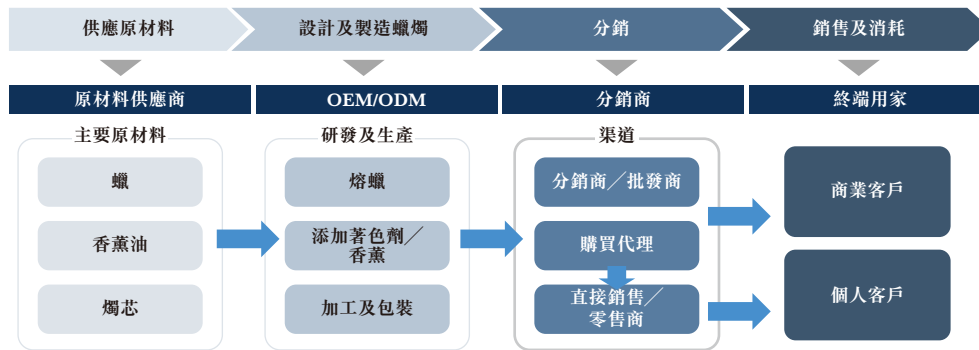 供應原材料
設計及製造蠟燭
分銷
銷售及消耗
原材料供應商
OEM/ODM
分銷商
終端用家
主要原材料
蠟
香薰油
燭芯
研發及生產
熔蠟
添加著色劑／
香薰
加工及包裝
渠道
分銷商／批發商
購買代理
直接銷售／
零售商
商業客戶
個人客戶